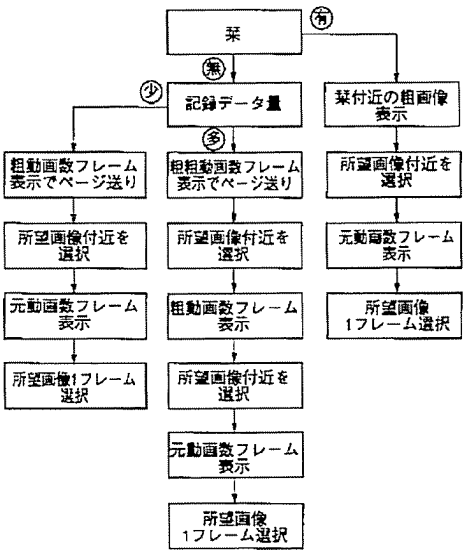 栞
有
無
記録データ量
少
多
栞付近の粗画像
表示
所望画像付近を
選択
元動画数フレーム
表示
所望画像
1フレーム選択
粗動画数フレーム
表示でページ送り
所望画像付近を
選択
元動画数フレーム
表示
所望画像1フレーム
選択
粗粗動画数フレーム
表示でページ送り
所望画像付近を
選択
粗動画数フレーム
表示
所望画像付近を
選択
元動画数フレーム
表示
所望画像
1フレーム選択